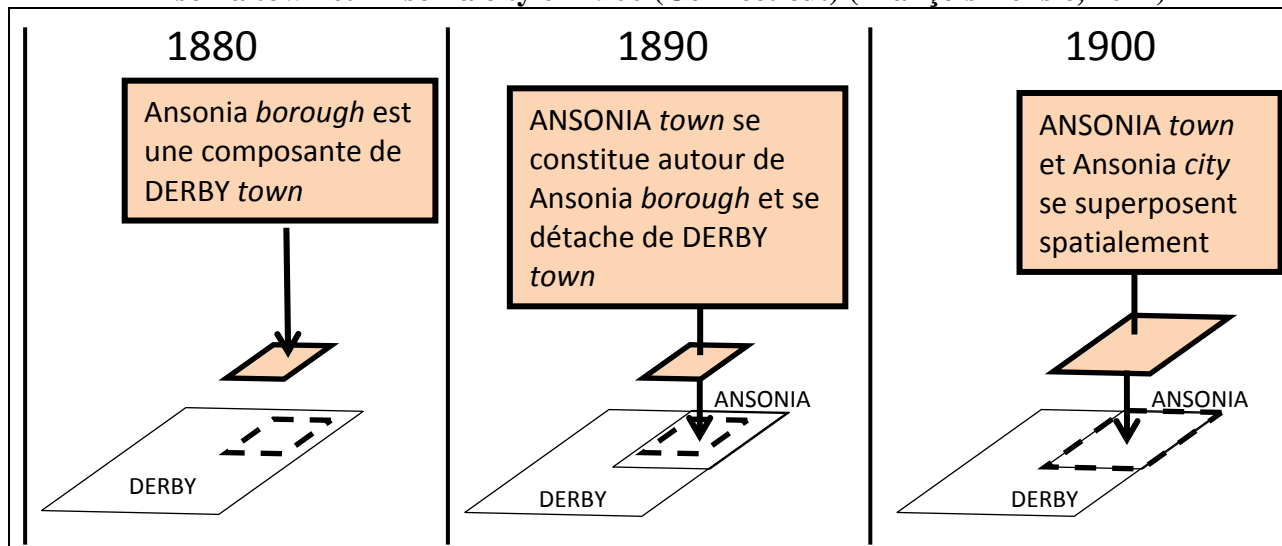 1880
Ansonia borough est
une composante de
DERBY town
DERBY
1890
ANSONIA town se
constitue autour de
Ansonia borough et se
détache de DERBY
town
ANSONIA
DERBY
1900
ANSONIA town
et Ansonia city
se superposent
spatialement
ANSONIA
DERBY